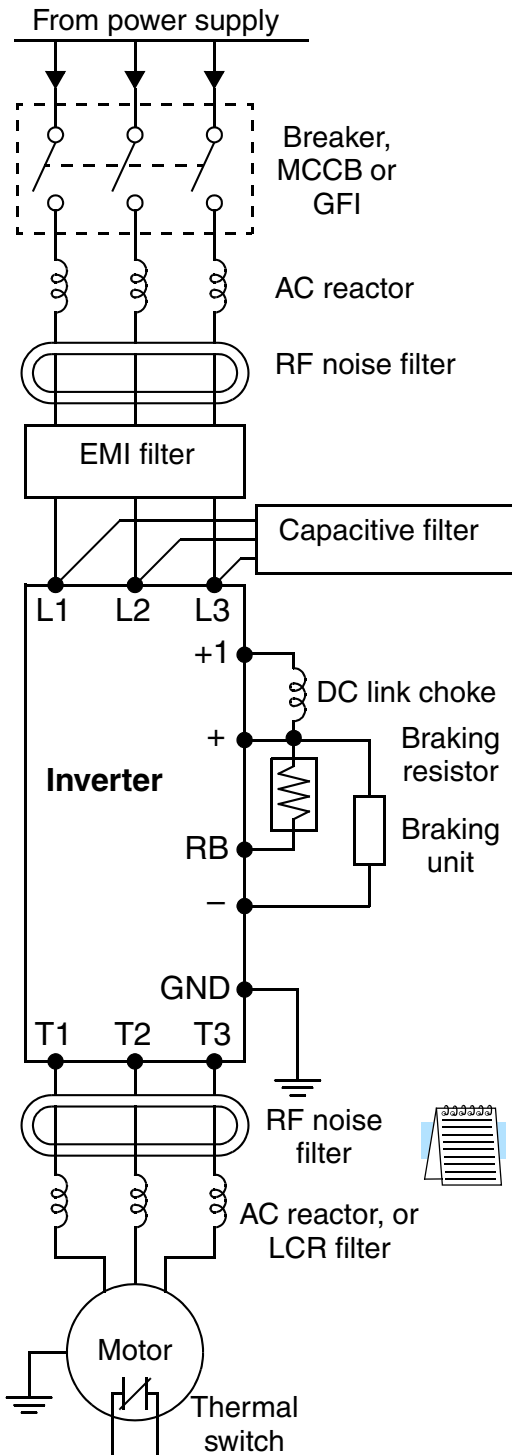 From power supply
Breaker,
MCCB or
GFI
AC reactor
RF noise filter
EMI filter
Capacitive filter
L1 L2 L3
+1
DC link choke
+
Braking
resistor
Inverter
Braking
unit
RB
–
GND
T1 T2 T3
RF noise
filter
AC reactor, or
LCR filter
Motor
Thermal
switch